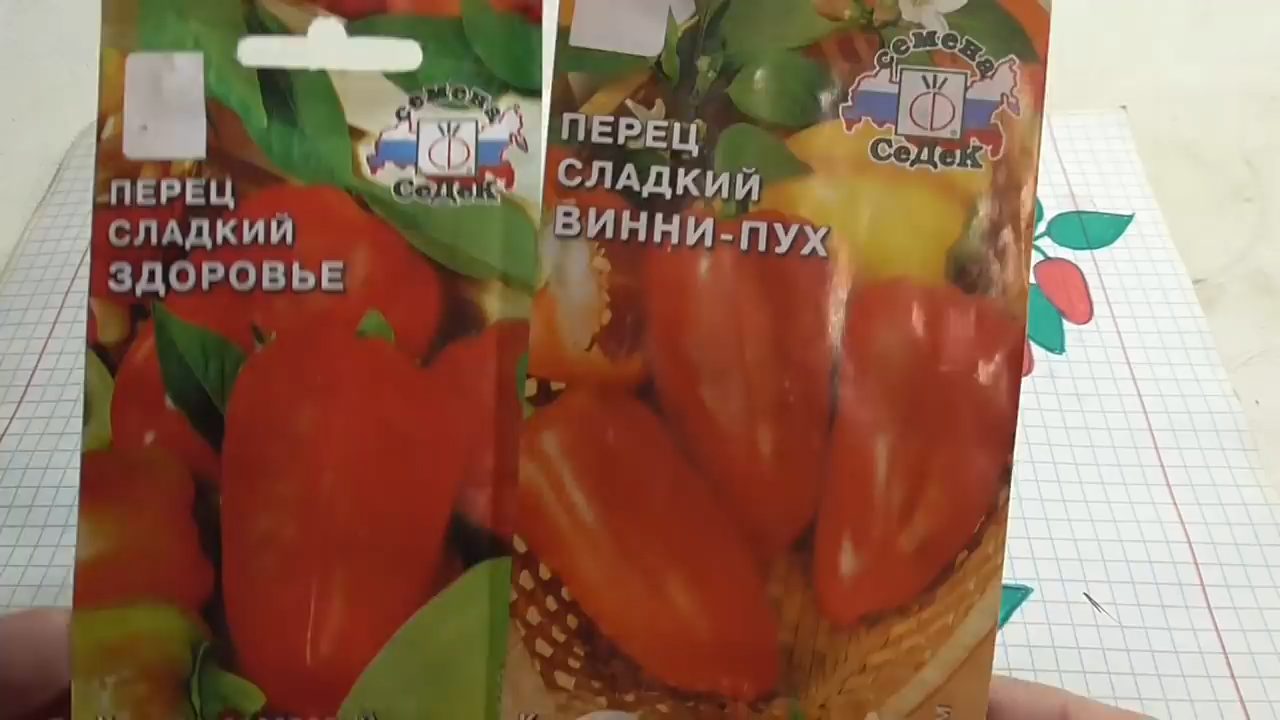 семена
СеДеК
ПЕРЕЦ
СЛАДКИЙ
ЗДОРОВЬЕ
семена
СеДеК
ПЕРЕЦ
СЛАДКИЙ
ВИННИ-ПУХ